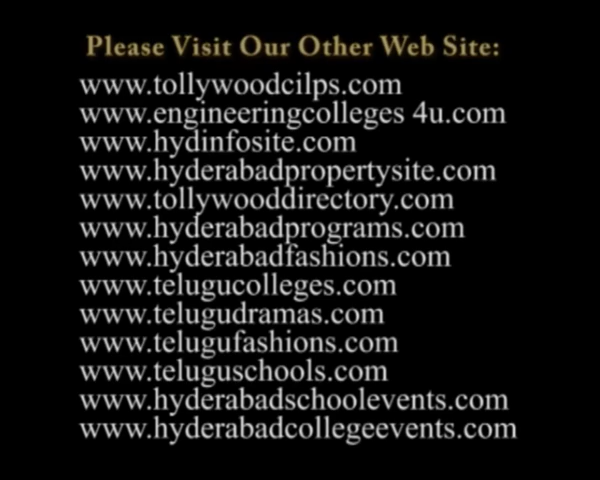 Please Visit Our Other Web Site:
www.tollywoodcilps.com
www.engineeringcolleges 4u.com
www.hydinfosite.com
www.hyderabadpropertysite.com
www.tollywooddirectory.com
www.hyderabadprograms.com
www.hyderabadfashions.com
www.telugucolleges.com
www.telugudramas.com
www.telugufashions.com
www.teluguschools.com
www.hyderabadschoolevents.com
www.hyderabadcollegeevents.com